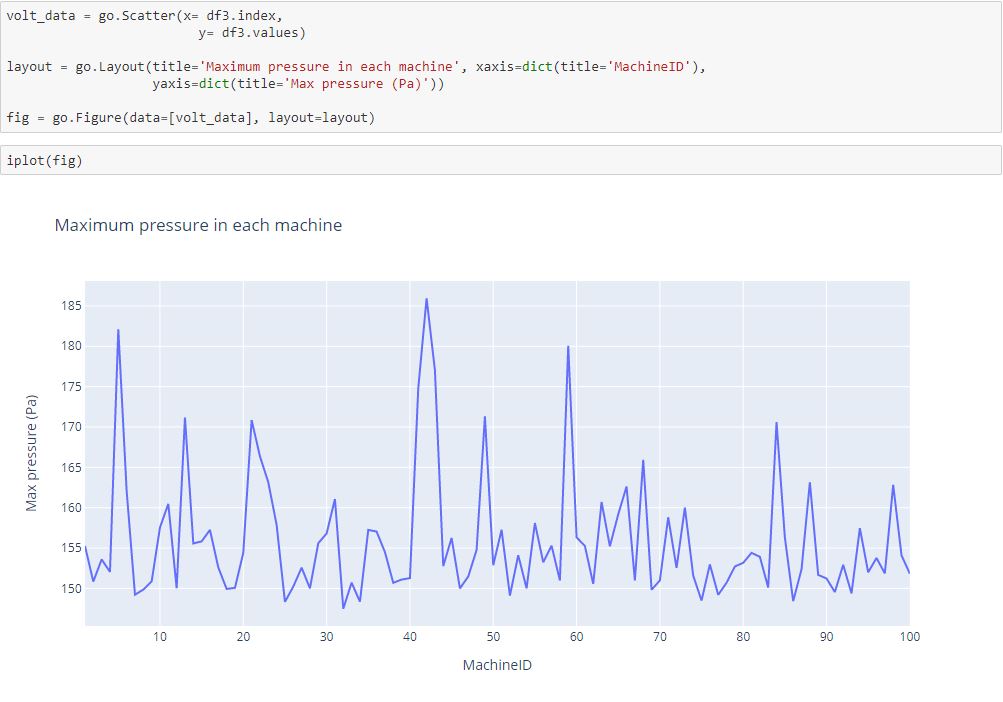 volt_data = go.Scatter(x= df3.index,
y= df3.values)
layout = go.Layout(title='Maximum pressure in each machine', xaxis=dict(title='MachineID'),
yaxis=dict(title='Max pressure (Pa)'))
fig = go.Figure(data=[volt_data], layout=layout)
iplot(fig)
Maximum pressure in each machine
185
180
175
170
165
160
155
150
Max pressure (Pa)
10 20 30 40 50 60 70 80 90 100
MachineID